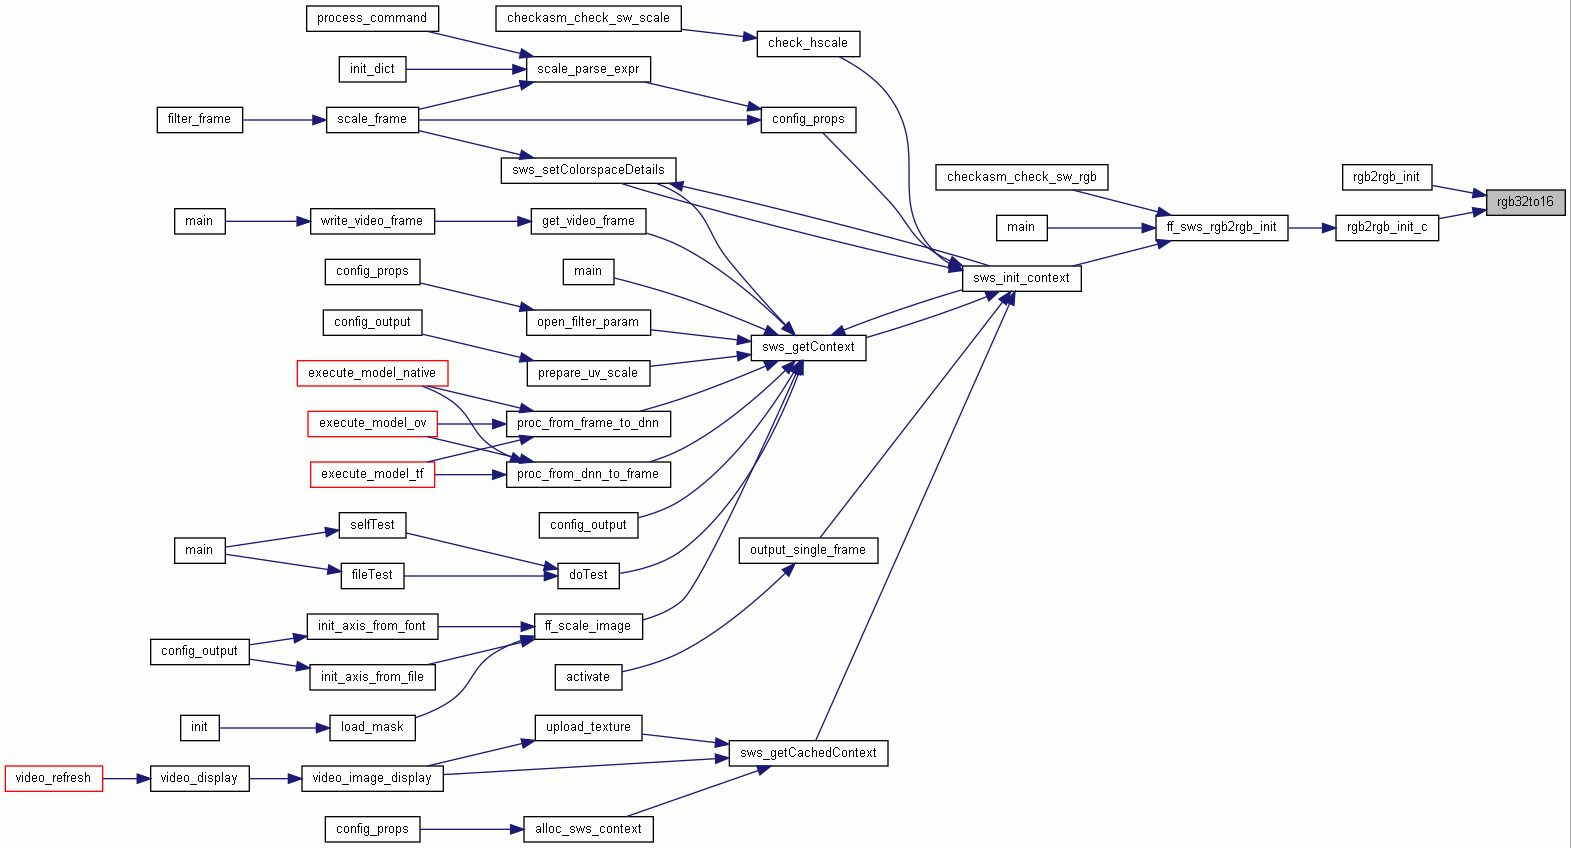 process_command
checkasm_check_sw_scale
check_hscale
init_dict
scale_parse_expr
filter_frame
scale_frame
config_props
sws_setColorspaceDetails
checkasm_check_sw_rgb
rgb2rgb_init
rgb32to16
main
write_video_frame
get_video_frame
main
ff_sws_rgb2rgb_init
rgb2rgb_init_c
config_props
main
sws_init_context
config_output
open_filter_param
sws_getContext
execute_model_native
prepare_uv_scale
execute_model_ov
proc_from_frame_to_dnn
execute_model_tf
proc_from_dnn_to_frame
selfTest
config_output
main
output_single_frame
fileTest
doTest
init_axis_from_font
ff_scale_image
config_output
init_axis_from_file
activate
init
load_mask
upload_texture
sws_getCachedContext
video_refresh
video_display
video_image_display
config_props
alloc_sws_context